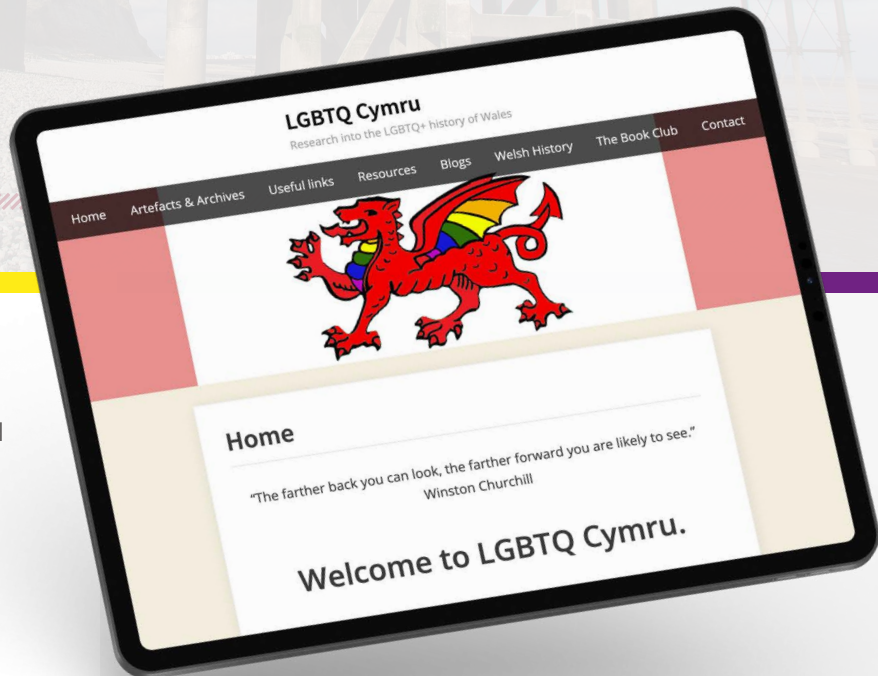 LGBTQ Cymru
Research into the LGBTQ+ history of Wales
Home Artefacts & Archives Useful links Resources Blogs Welsh History The Book Club Contact
Home
“The farther back you can look, the farther forward you are likely to see.”
Winston Churchill
Welcome to LGBTQ Cymru.